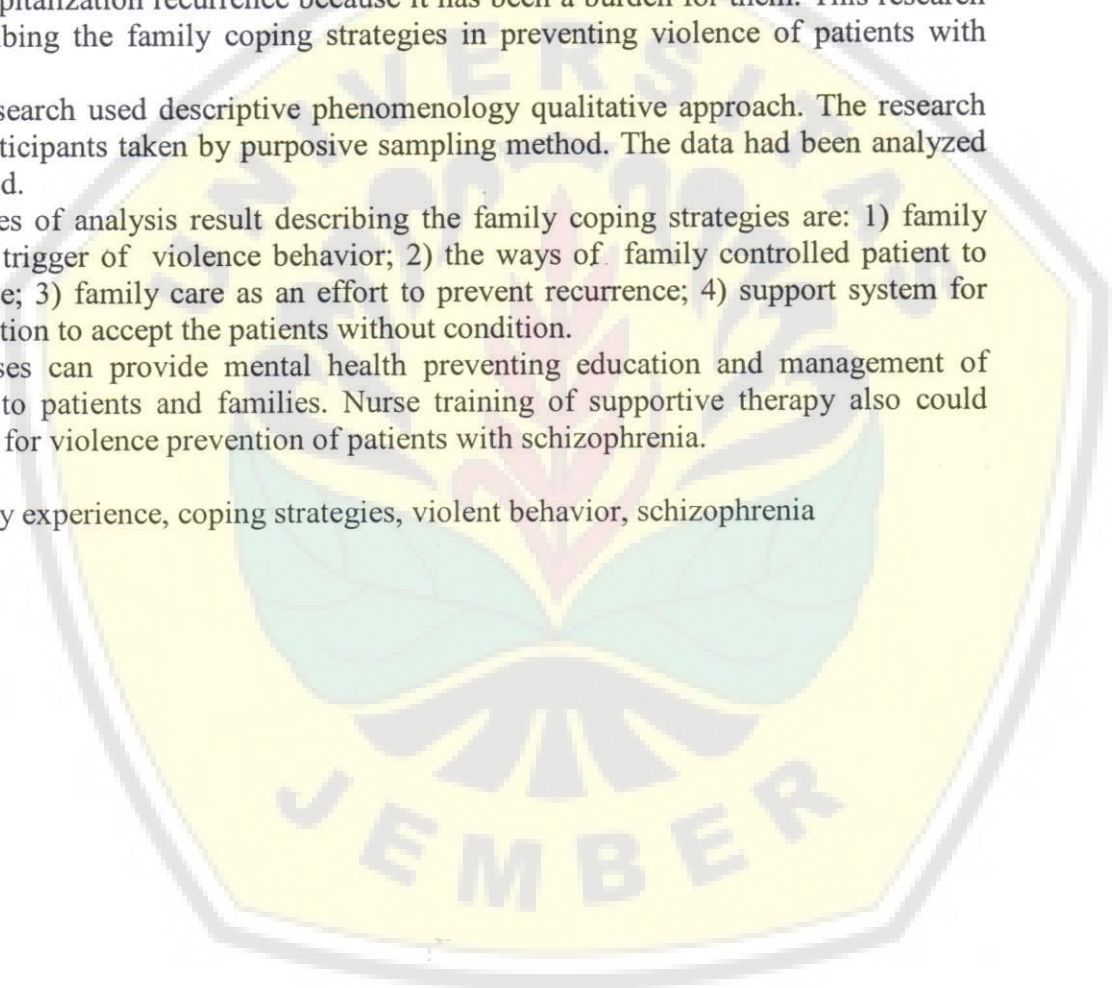 recurrence because it has been a burden for them. This research
bing the family coping strategies in preventing violence of patients with
search used descriptive phenomenology qualitative approach. The research
ticipants taken by purposive sampling method. The data had been analyzed
d.
es of analysis result describing the family coping strategies are: 1) family
trigger of violence behavior; 2) the ways of family controlled patient to
e; 3) family care as an effort to prevent recurrence; 4) support system for
tion to accept the patients without condition.
ses can provide mental health preventing education and management of
to patients and families. Nurse training of supportive therapy also could
for violence prevention of patients with schizophrenia.
y experience, coping strategies, violent behavior, schizophrenia
UNIVERSITAS
JEMBER